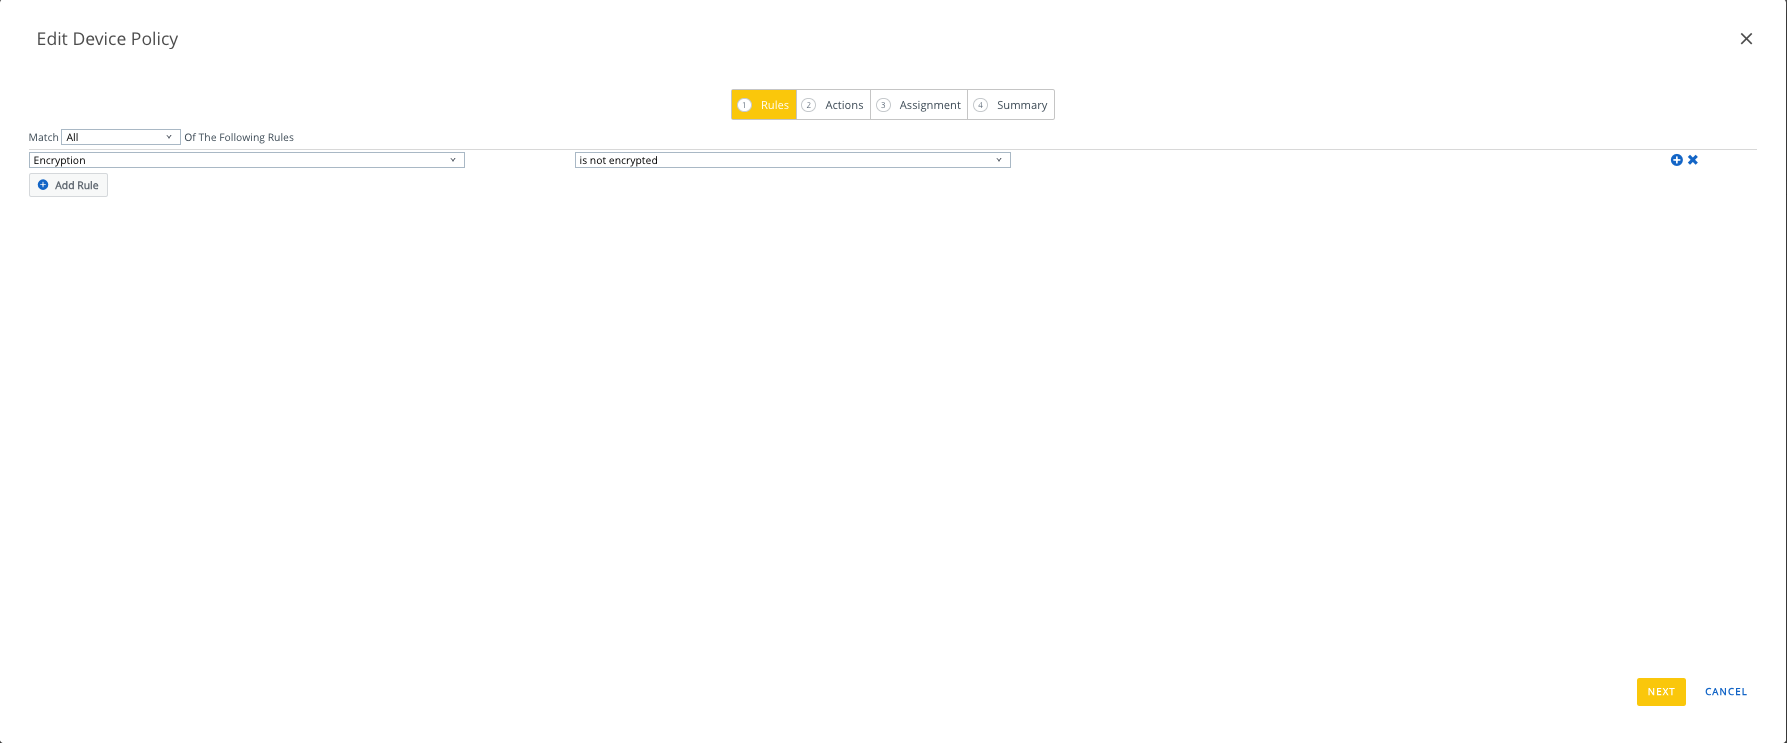 Edit Device Policy
1 Rules 2 Actions 3 Assignment 4 Summary
Match All Of The Following Rules
Encryption is not encrypted
Add Rule
NEXT CANCEL